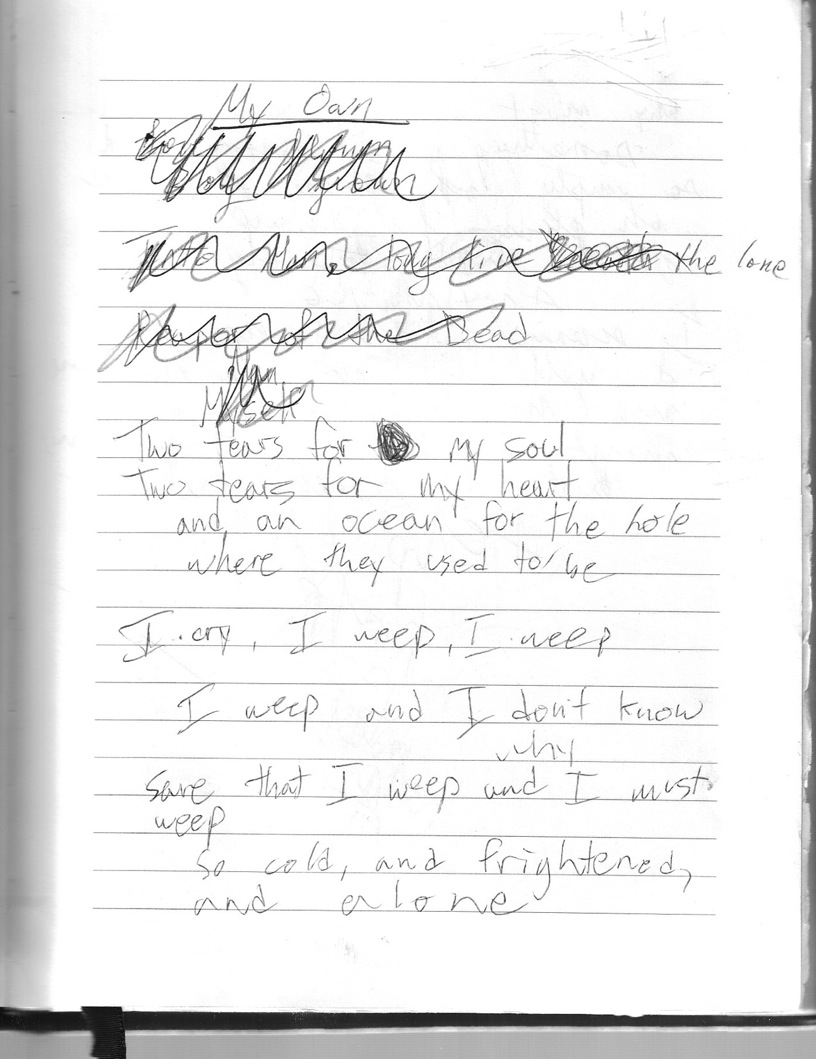 My Own
the lone
of the Dead
Two tears for my soul
Two tears for my heart
and an ocean for the hole
where they used to be
I cry, I weep, I weep
I weep and I don't know
why
save that I weep and I must
weep
so cold, and frightened,
and alone